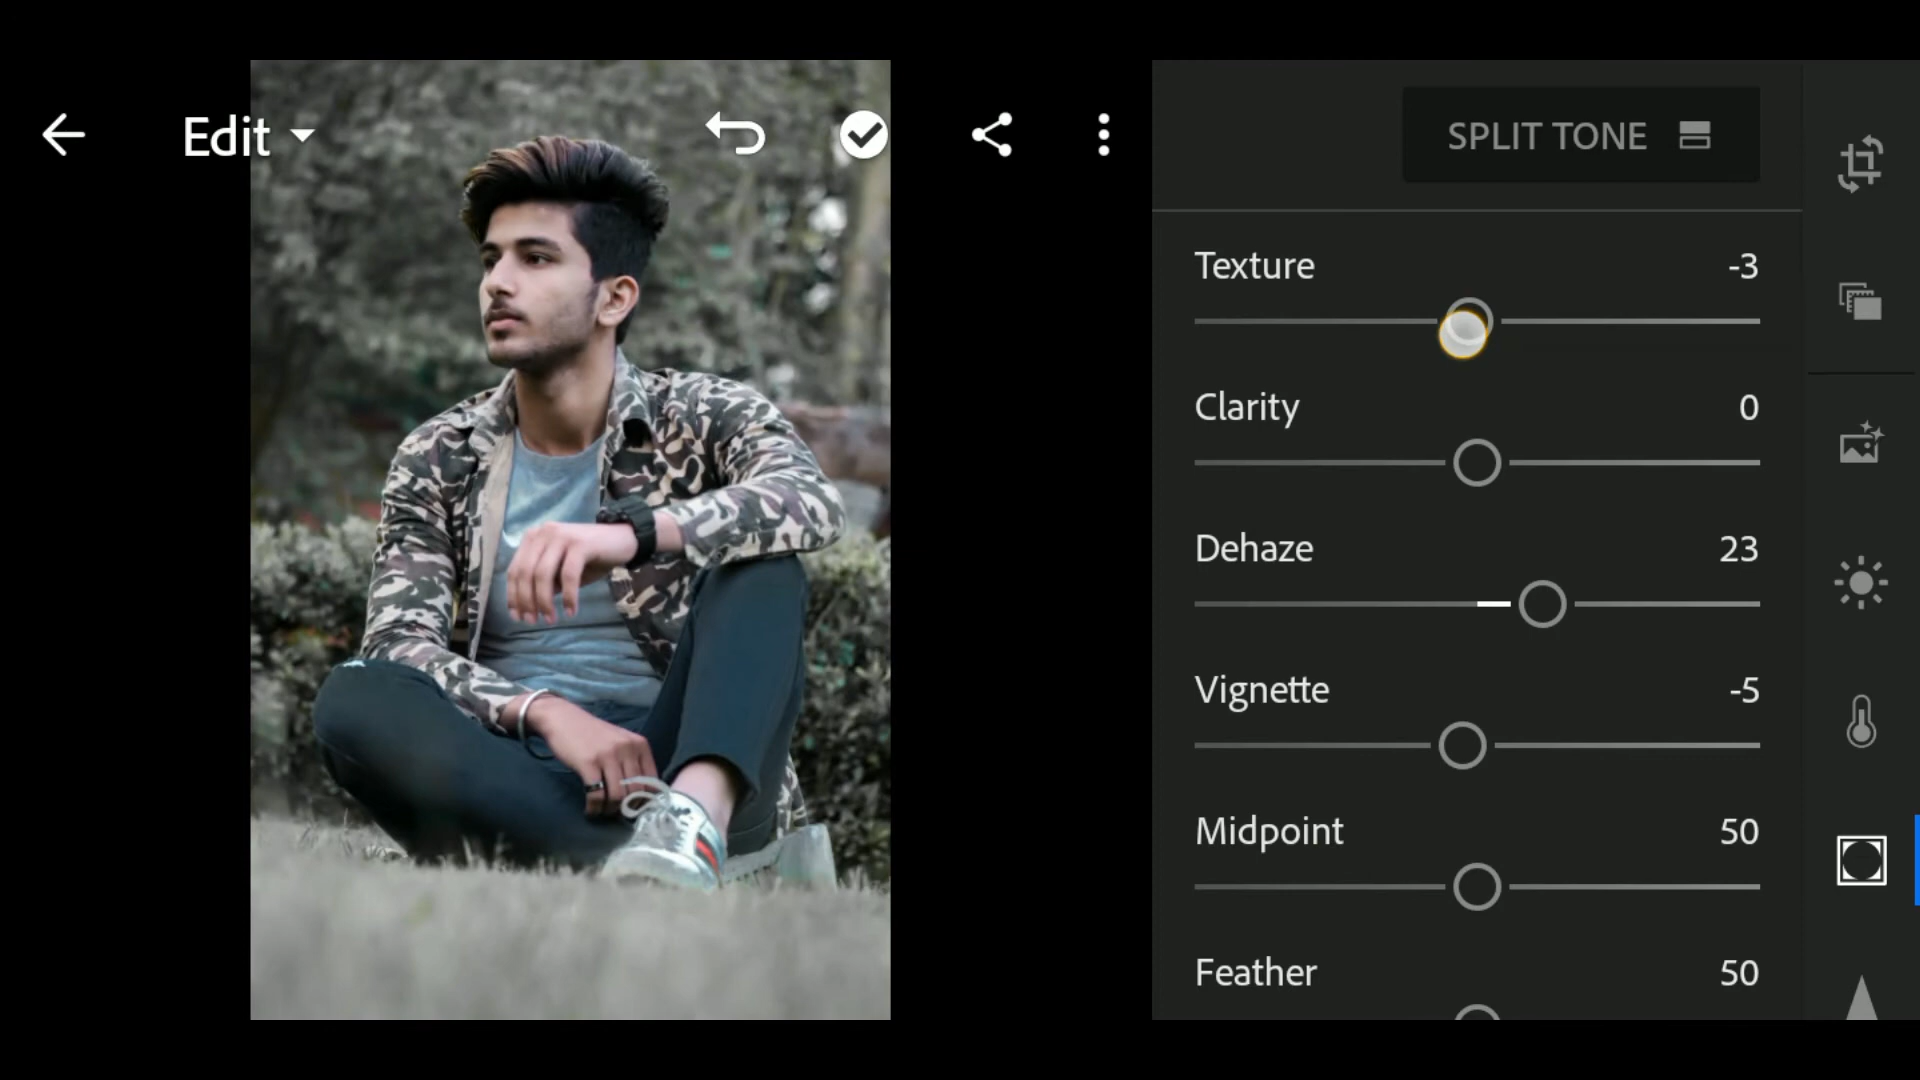 Edit
SPLIT TONE
Texture -3
Clarity 0
Dehaze 23
Vignette -5
Midpoint 50
Feather 50